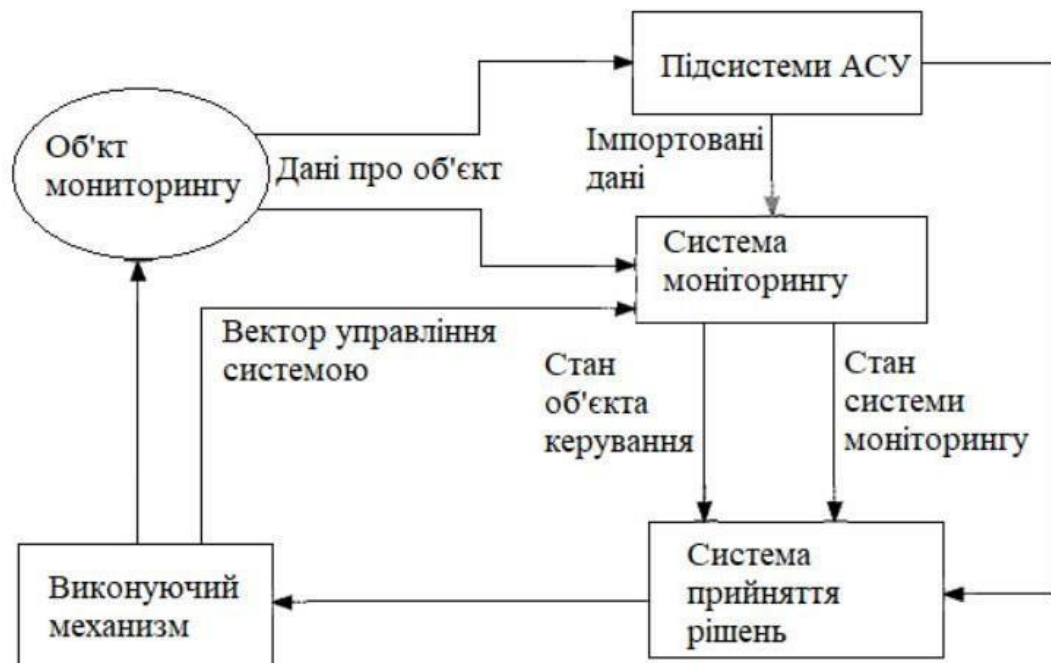 Підсистеми АСУ
Об'кт
мониторингу
Дані про об'єкт
Імпортовані
дані
Система
моніторингу
Вектор управління
системою
Стан
об'єкта
керування
Стан
системи
моніторингу
Виконуючий
механизм
Система
прийняття
рішень